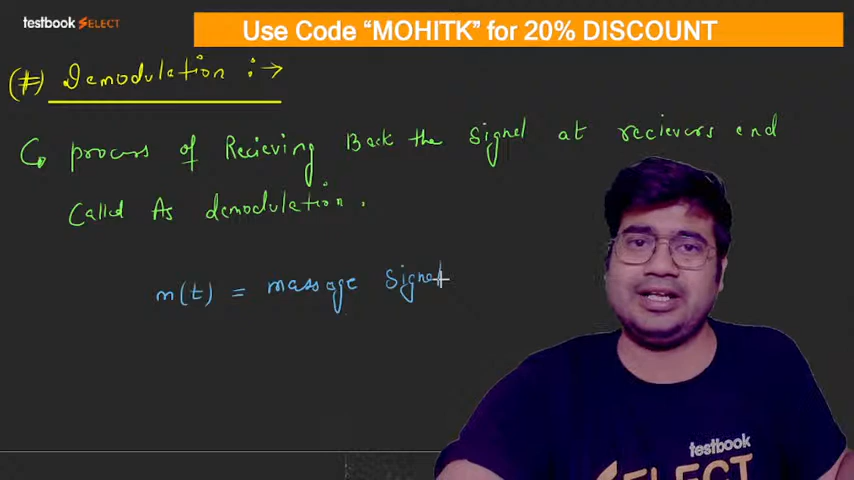 testbook SELECT
Use Code “MOHITK” for 20% DISCOUNT
(#) Demodulation :→
process of Recieving Back the signal at recievers end
Called As demodulation.
m(t) = massage signal
testbook
SELECT